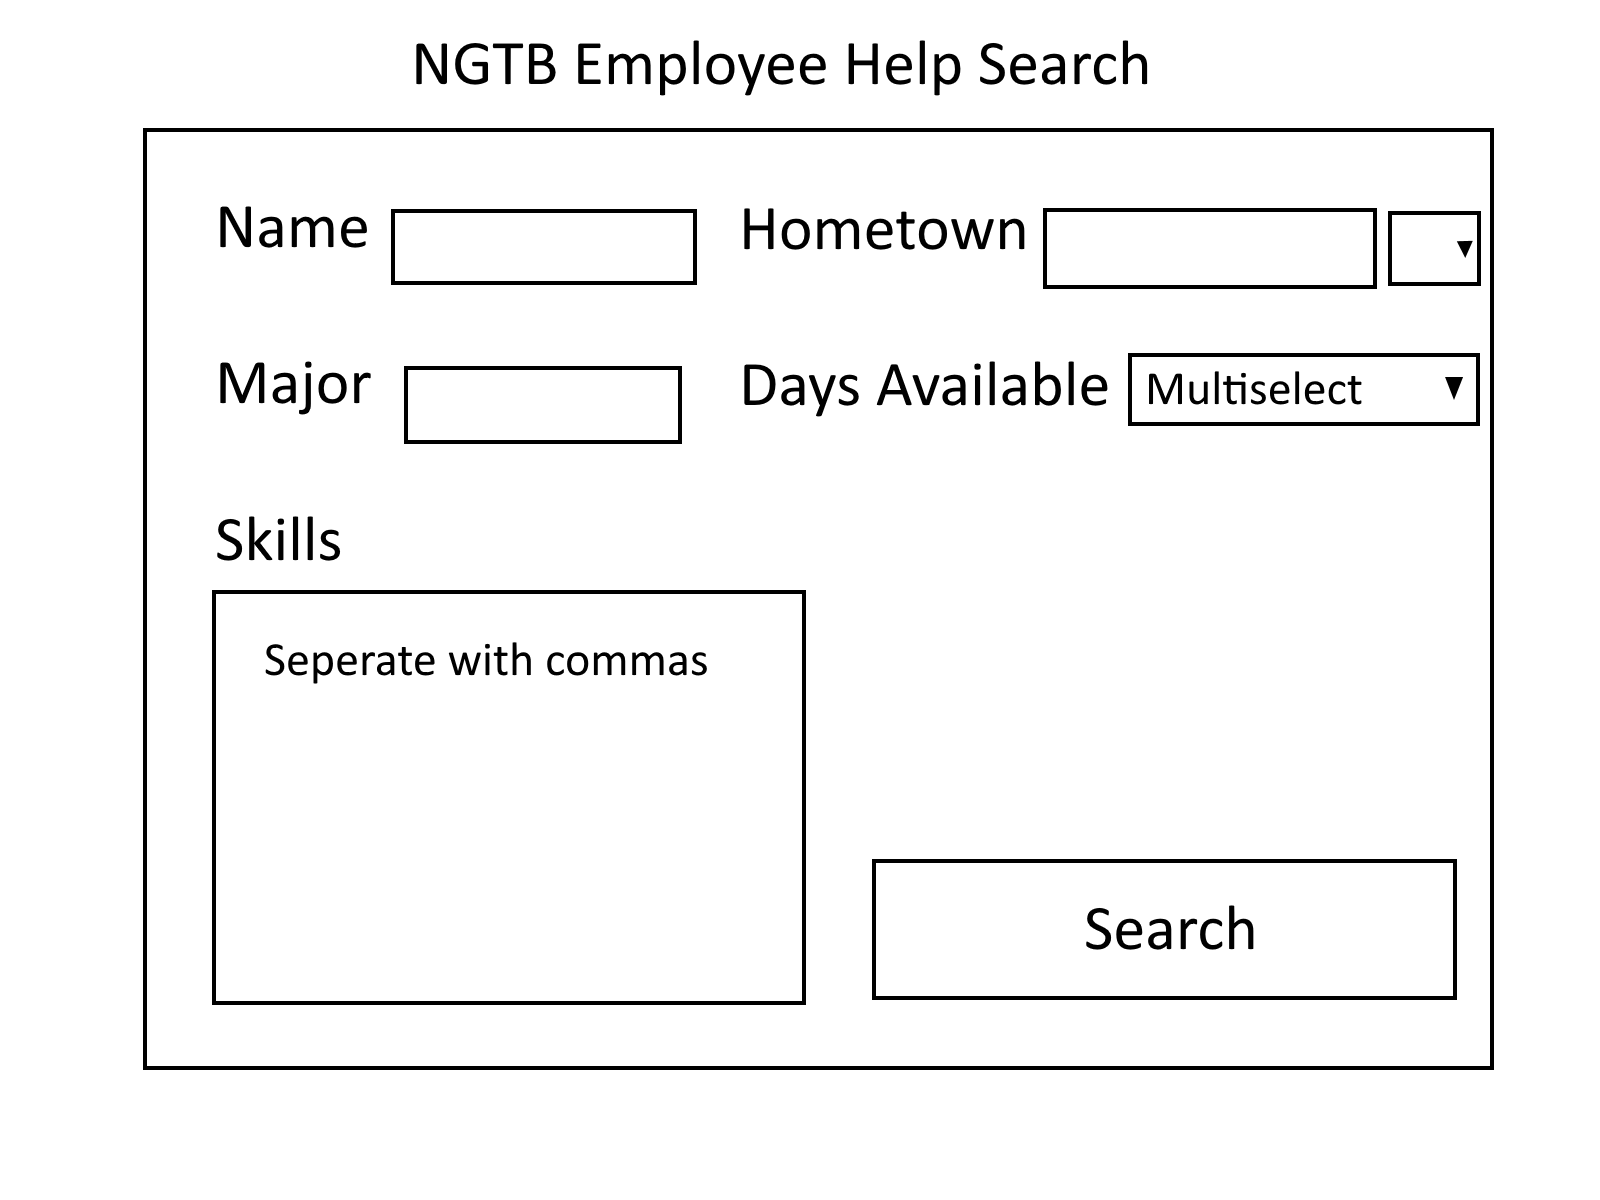 NGTB Employee Help Search
Name
Hometown
Major
Days Available
Multiselect
Skills
Seperate with commas
Search